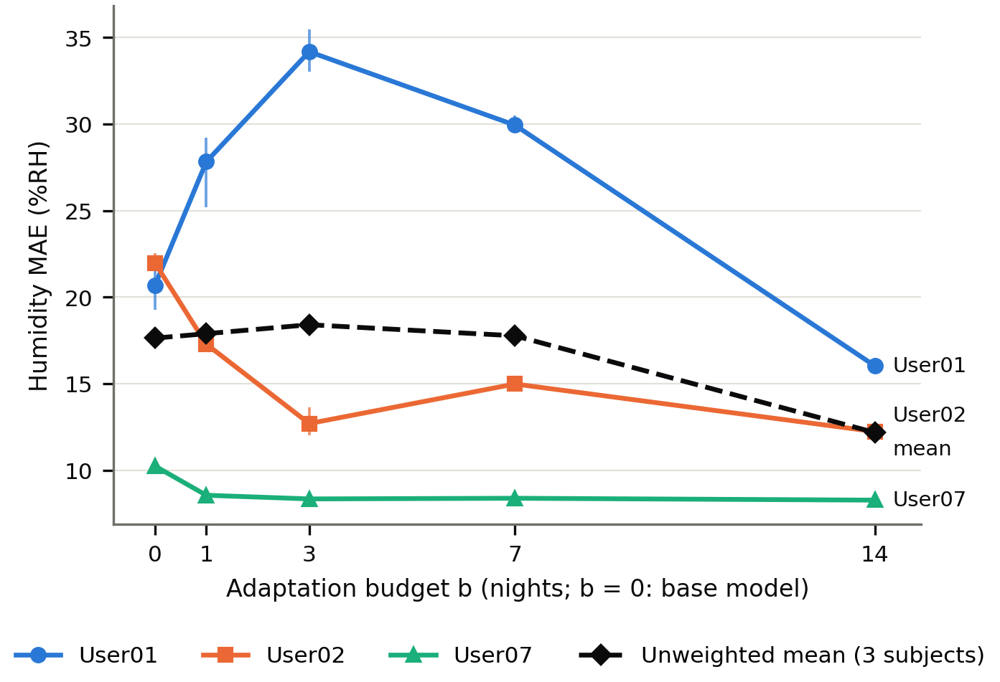 Humidity MAE (%RH)
35
30
25
20
15
10
User01
User02
mean
User07
0 1 3 7 14
Adaptation budget b (nights; b = 0: base model)
User01 User02 User07 Unweighted mean (3 subjects)